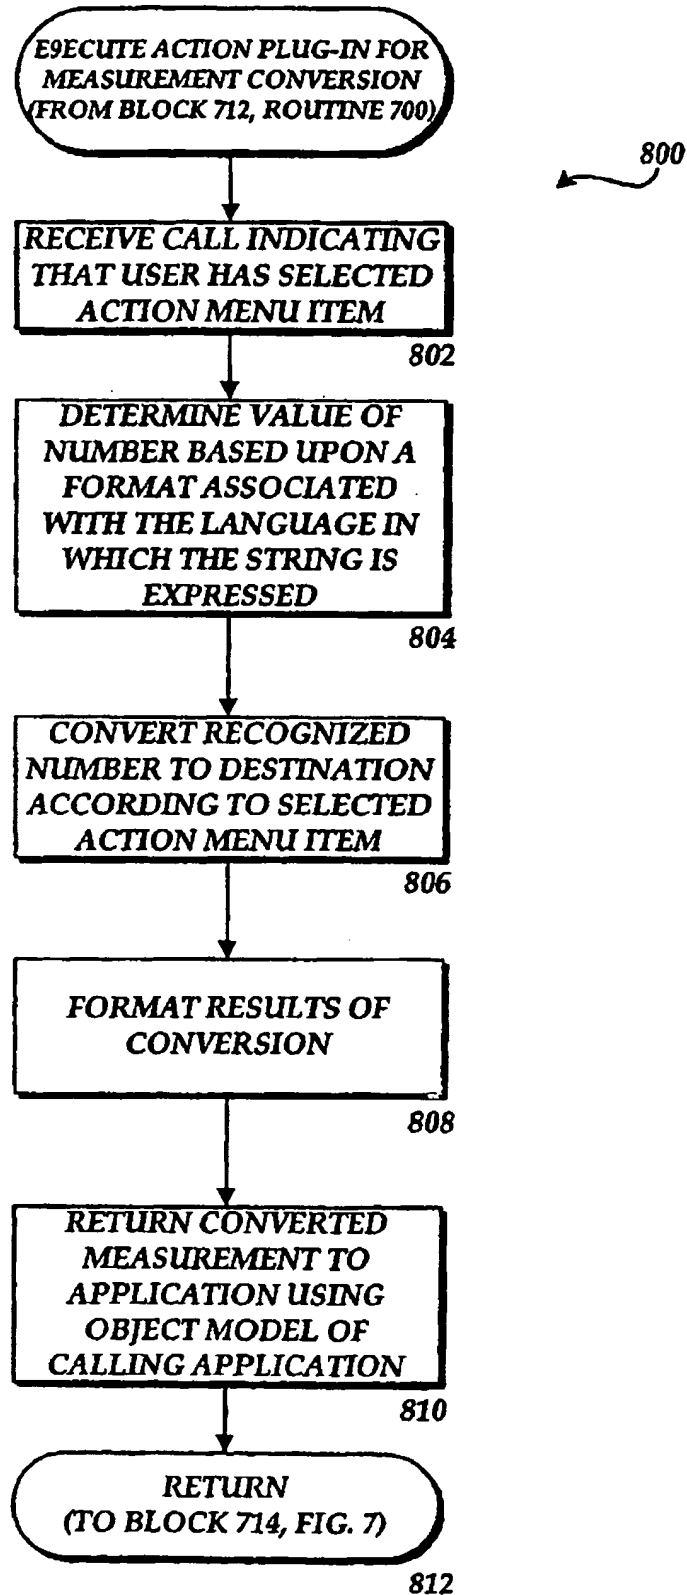 E9ECUTE ACTION PLUG-IN FOR
MEASUREMENT CONVERSION
(FROM BLOCK 712, ROUTINE 700)
800
RECEIVE CALL INDICATING
THAT USER HAS SELECTED
ACTION MENU ITEM
802
DETERMINE VALUE OF
NUMBER BASED UPON A
FORMAT ASSOCIATED
WITH THE LANGUAGE IN
WHICH THE STRING IS
EXPRESSED
804
CONVERT RECOGNIZED
NUMBER TO DESTINATION
ACCORDING TO SELECTED
ACTION MENU ITEM
806
FORMAT RESULTS OF
CONVERSION
808
RETURN CONVERTED
MEASUREMENT TO
APPLICATION USING
OBJECT MODEL OF
CALLING APPLICATION
810
RETURN
(TO BLOCK 714, FIG. 7)
812